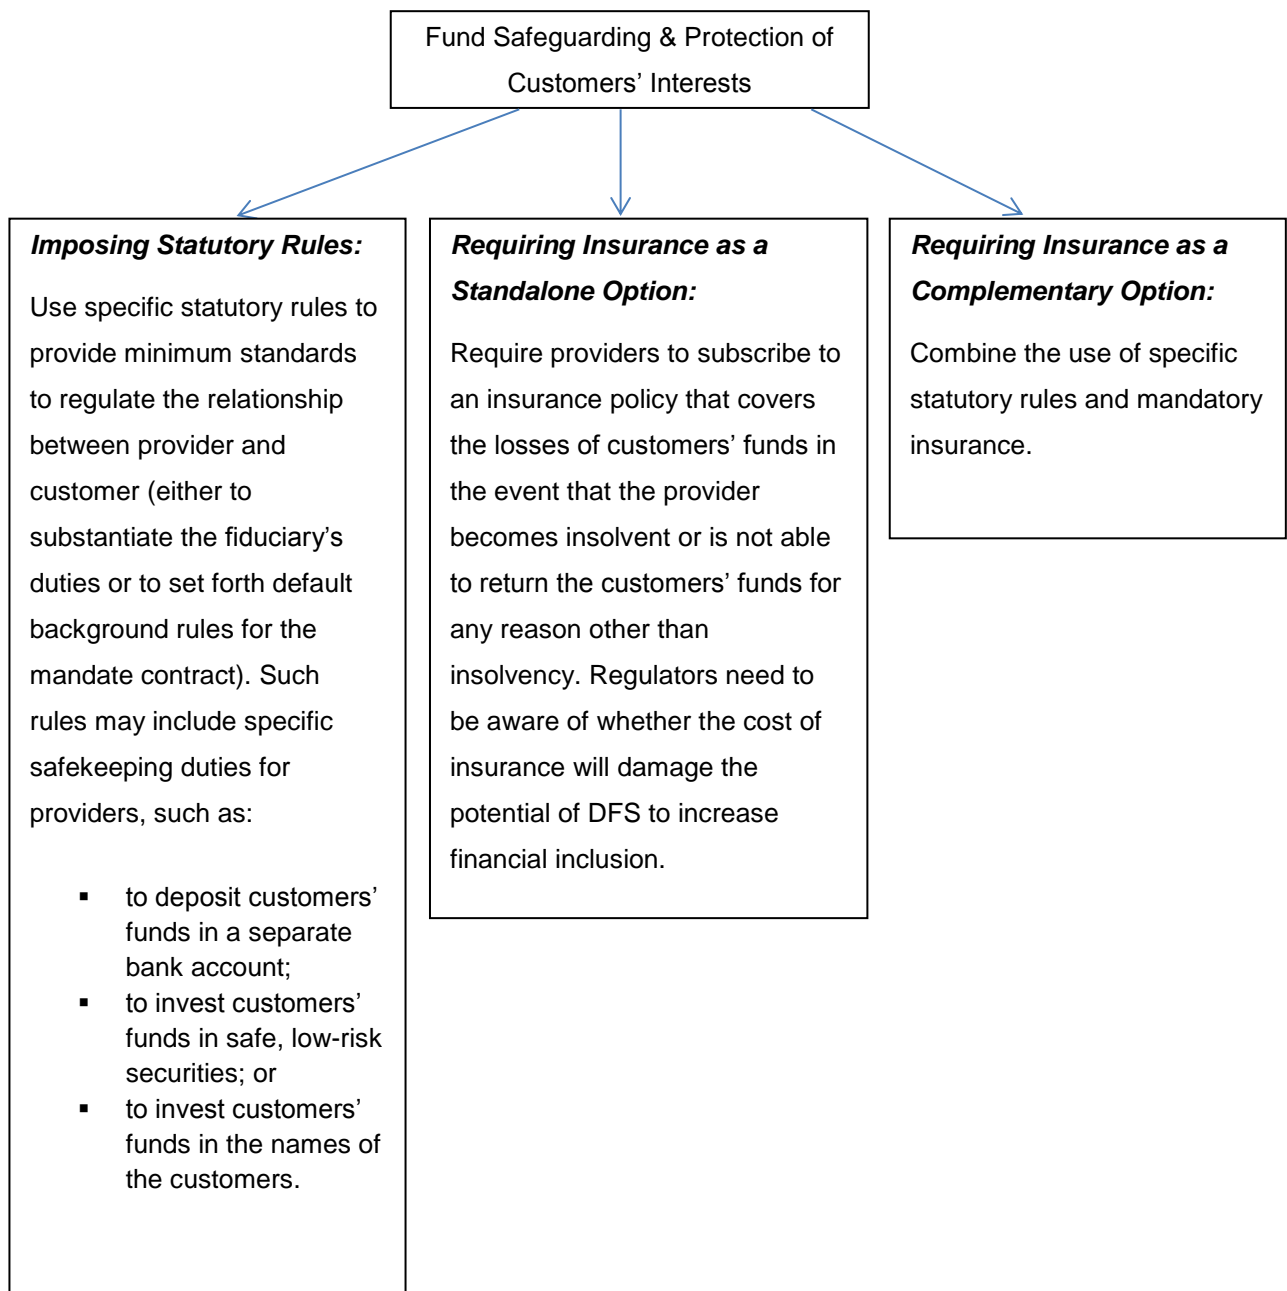 Fund Safeguarding & Protection of
Customers’ Interests
Imposing Statutory Rules:
Use specific statutory rules to
provide minimum standards
to regulate the relationship
between provider and
customer (either to
substantiate the fiduciary’s
duties or to set forth default
background rules for the
mandate contract). Such
rules may include specific
safekeeping duties for
providers, such as:
▪ to deposit customers’
funds in a separate
bank account;
▪ to invest customers’
funds in safe, low-risk
securities; or
▪ to invest customers’
funds in the names of
the customers.
Requiring Insurance as a
Standalone Option:
Require providers to subscribe to
an insurance policy that covers
the losses of customers’ funds in
the event that the provider
becomes insolvent or is not able
to return the customers’ funds for
any reason other than
insolvency. Regulators need to
be aware of whether the cost of
insurance will damage the
potential of DFS to increase
financial inclusion.
Requiring Insurance as a
Complementary Option:
Combine the use of specific
statutory rules and mandatory
insurance.